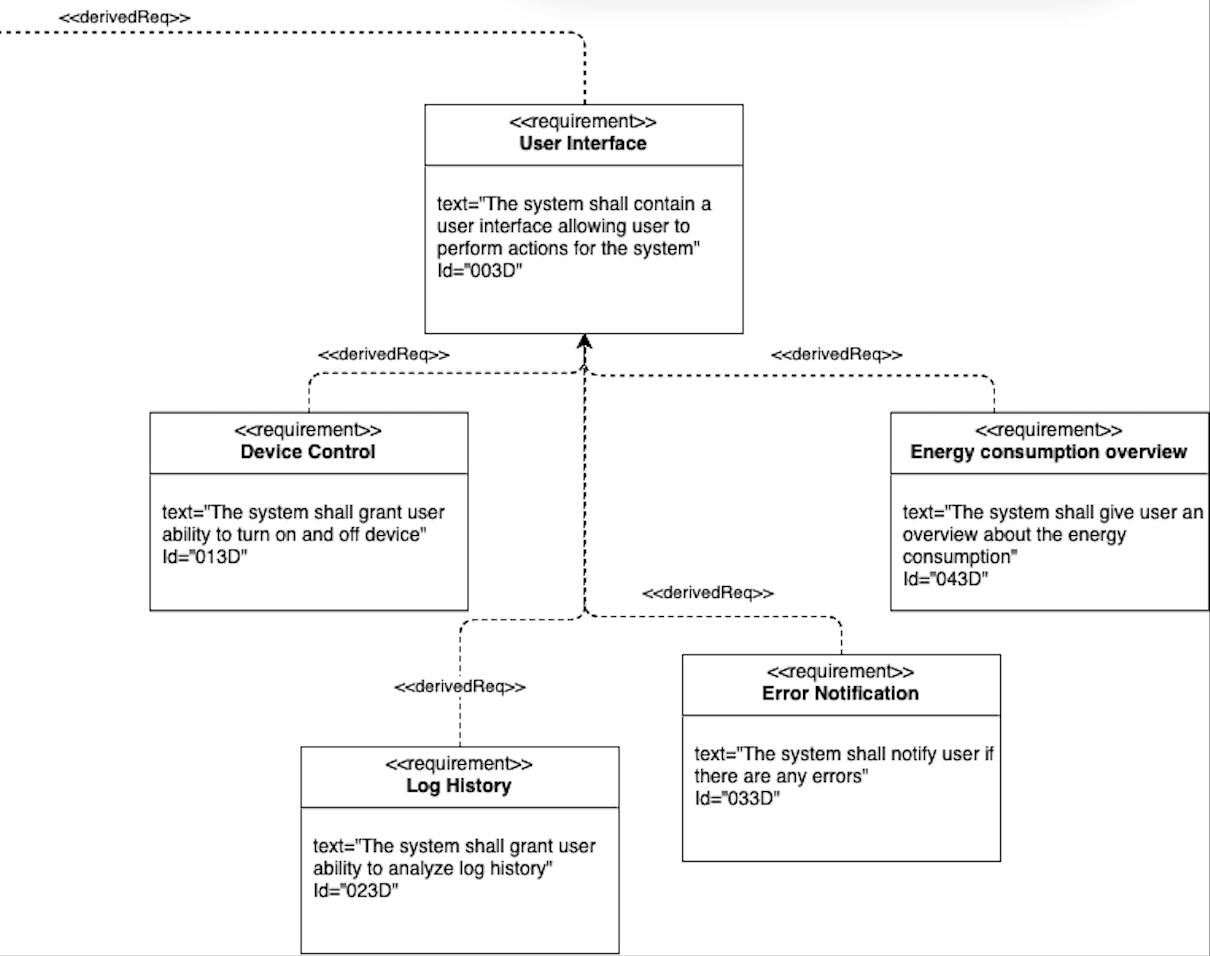 <<derivedReq>>
<<requirement>>
User Interface
text="The system shall contain a
user interface allowing user to
perform actions for the system"
Id="003D"
<<derivedReq>>
<<derivedReq>>
<<requirement>>
Device Control
text="The system shall grant user
ability to turn on and off device"
Id="013D"
<<requirement>>
Energy consumption overview
text="The system shall give user an
overview about the energy
consumption"
Id="043D"
<<derivedReq>>
<<requirement>>
Error Notification
text="The system shall notify user if
there are any errors"
Id="033D"
<<derivedReq>>
<<requirement>>
Log History
text="The system shall grant user
ability to analyze log history"
Id="023D"